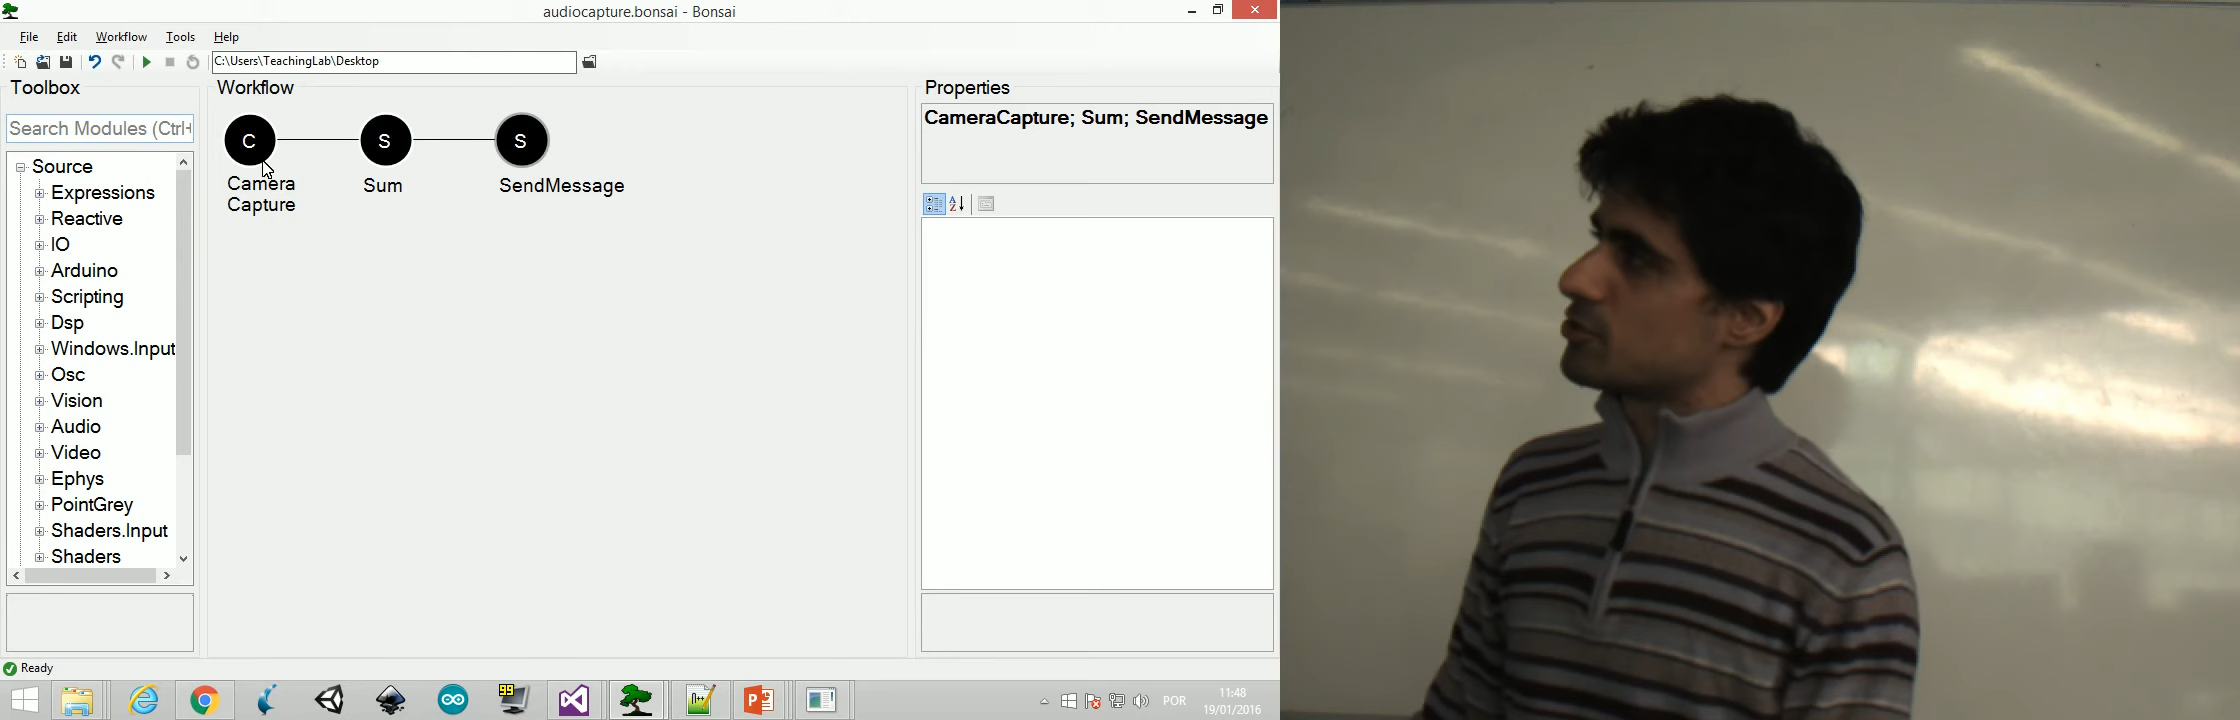 audiocapture.bonsai - Bonsai
File Edit Workflow Tools Help
C:\Users\TeachingLab\Desktop
Toolbox
Search Modules (Ctrl+
Source
Expressions
Reactive
IO
Arduino
Scripting
Dsp
Windows.Input
Osc
Vision
Audio
Video
Ephys
PointGrey
Shaders.Input
Shaders
Workflow
C S S
Camera
Capture
Sum
SendMessage
Properties
CameraCapture; Sum; SendMessage
A
Z
Ready
99
POR
11:48
19/01/2016